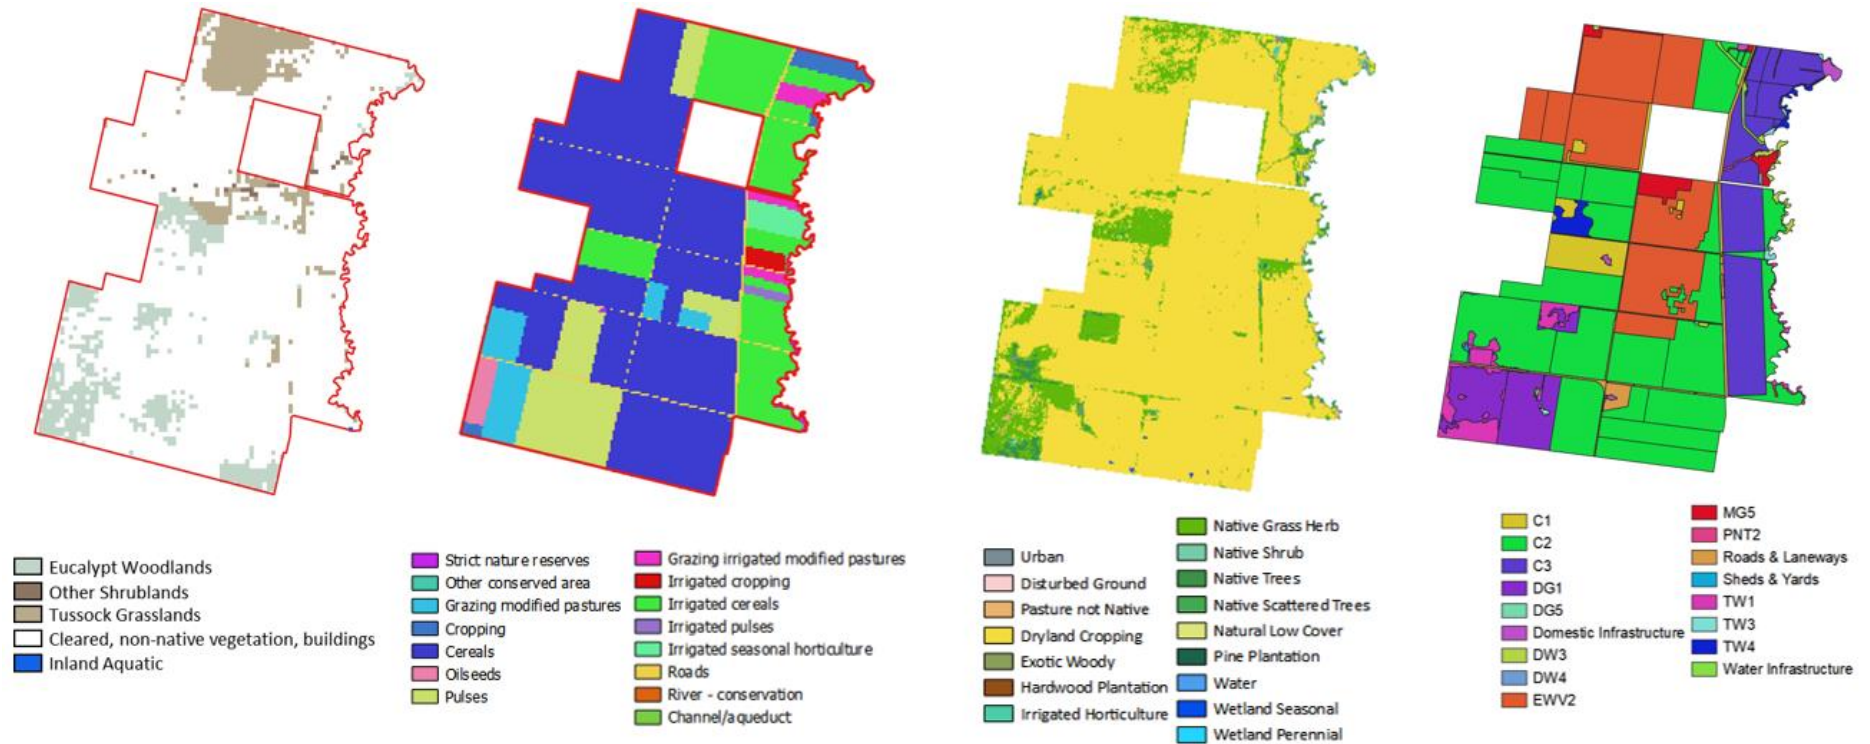 Eucalypt Woodlands
Other Shrublands
Tussock Grasslands
Cleared, non-native vegetation, buildings
Inland Aquatic
Strict nature reserves
Other conserved area
Grazing modified pastures
Cropping
Cereals
Oilseeds
Pulses
Grazing irrigated modified pastures
Irrigated cropping
Irrigated cereals
Irrigated pulses
Irrigated seasonal horticulture
Roads
River - conservation
Channel/aqueduct
Urban
Disturbed Ground
Pasture not Native
Dryland Cropping
Exotic Woody
Hardwood Plantation
Irrigated Horticulture
Native Grass Herb
Native Shrub
Native Trees
Native Scattered Trees
Natural Low Cover
Pine Plantation
Water
Wetland Seasonal
Wetland Perennial
C1
C2
C3
DG1
DG5
Domestic Infrastructure
DW3
DW4
EWV2
MG5
PNT2
Roads & Laneways
Sheds & Yards
TW1
TW3
TW4
Water Infrastructure